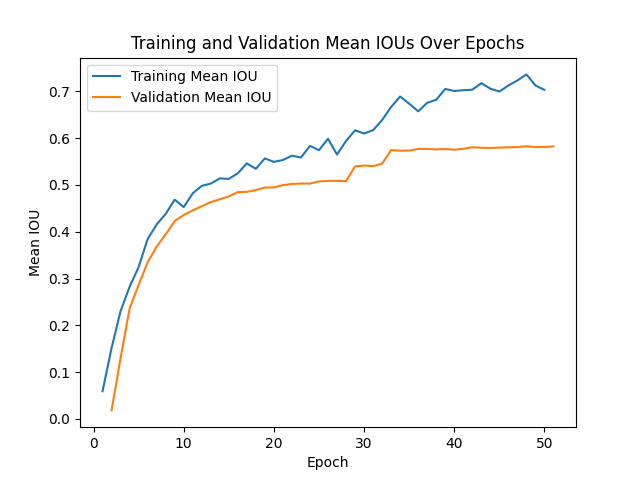 Training and Validation Mean IOUs Over Epochs
Training Mean IOU
Validation Mean IOU
Mean IOU
0.7
0.6
0.5
0.4
0.3
0.2
0.1
0.0
0 10 20 30 40 50
Epoch